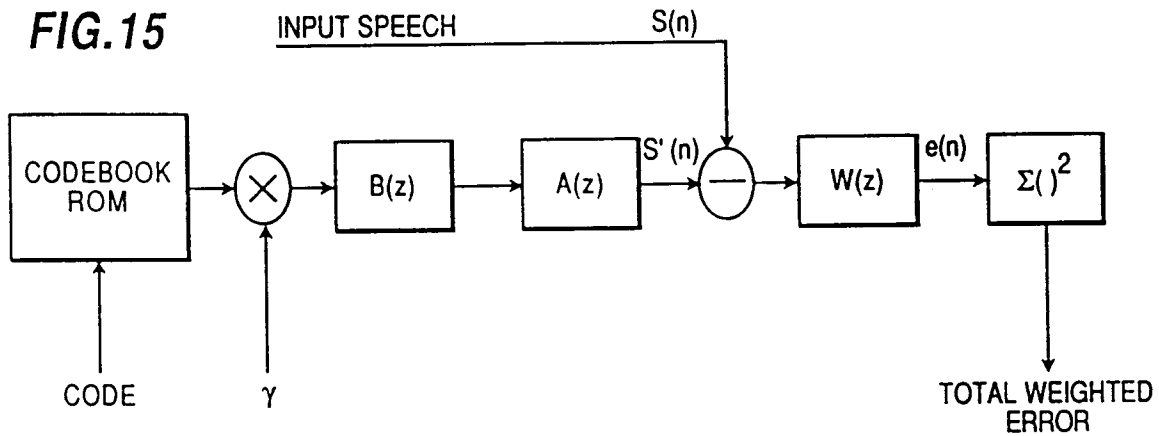 FIG.15
INPUT SPEECH
S(n)
CODEBOOK
ROM
×
B(z)
A(z)
S' (n)
—
W(z)
e(n)
Σ( )²
CODE
γ
TOTAL WEIGHTED
ERROR